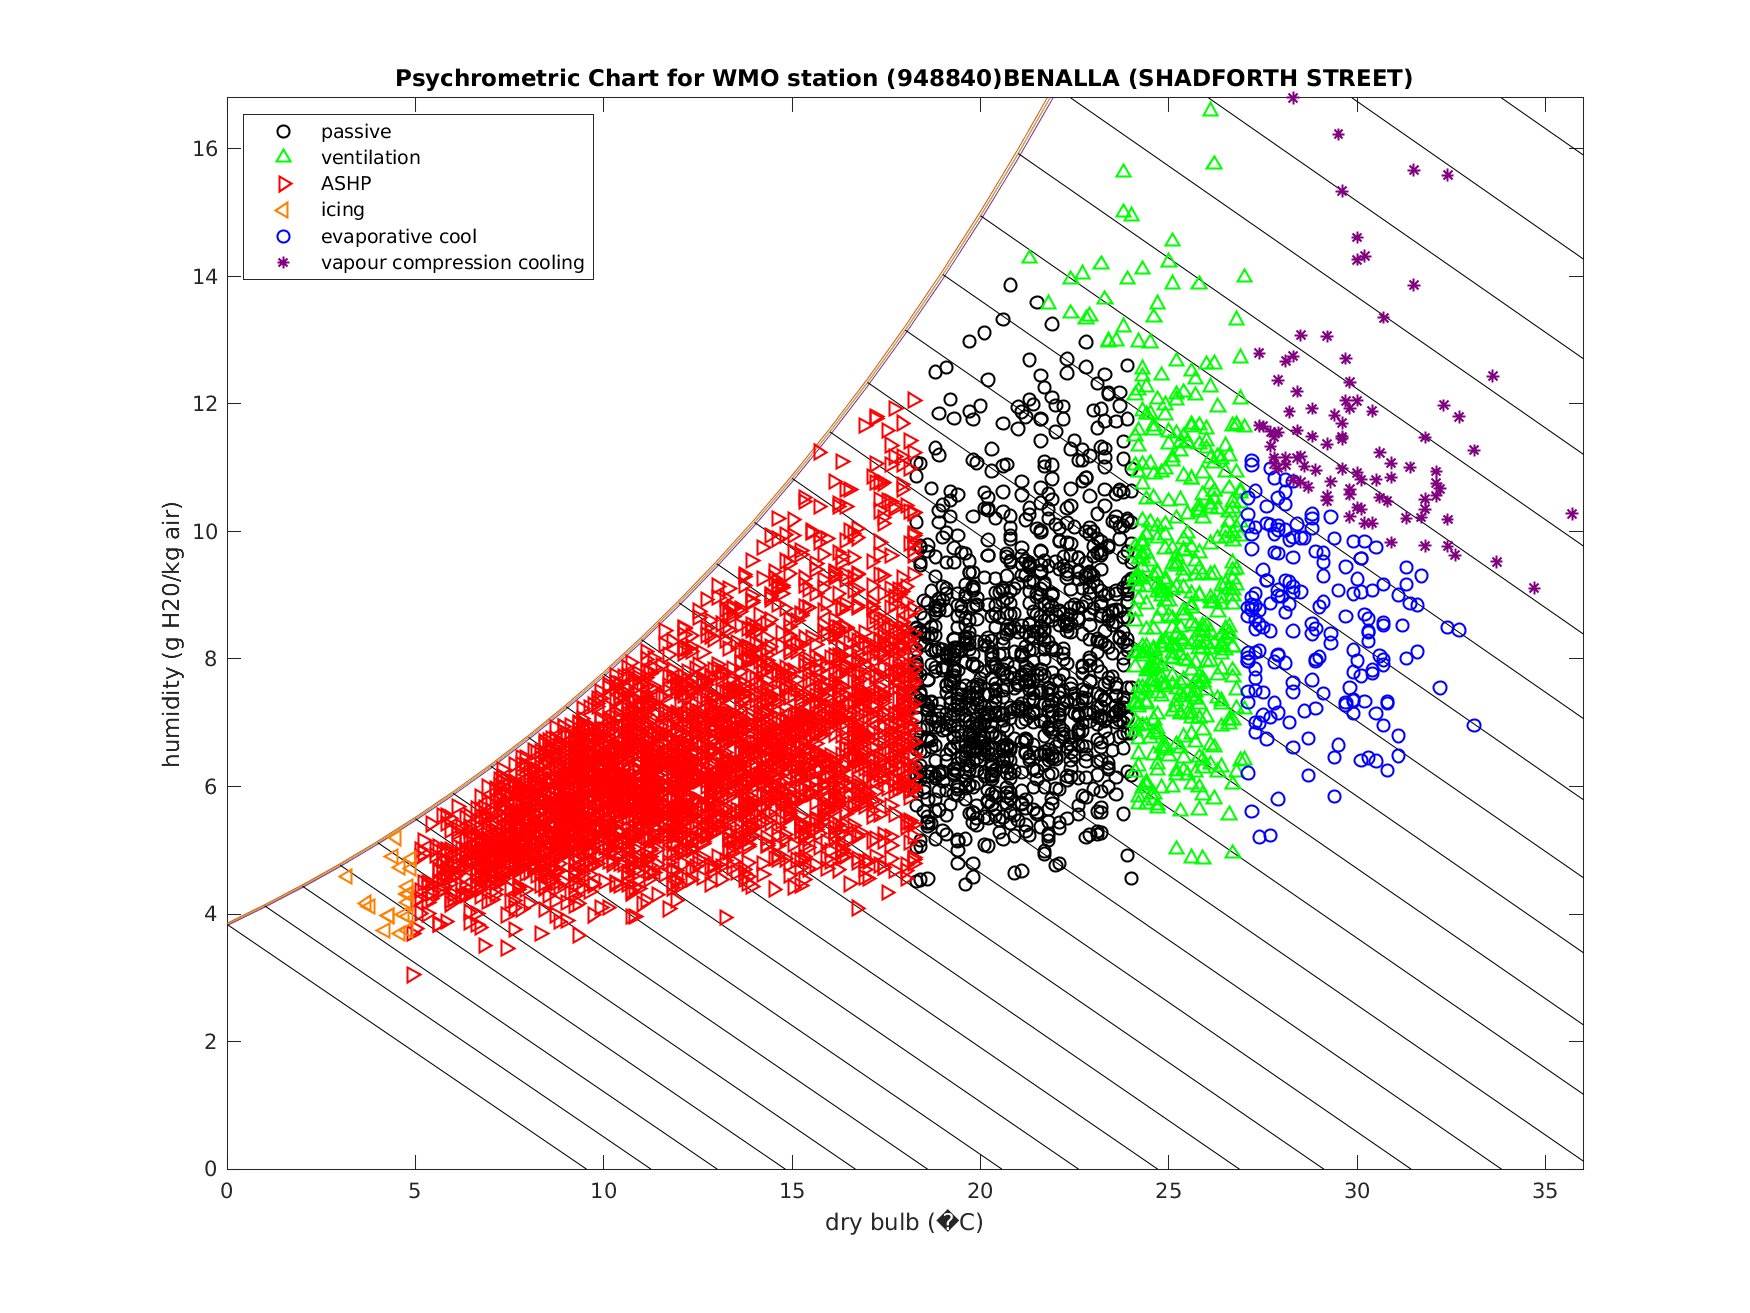 Psychrometric Chart for WMO station (948840)BENALLA (SHADFORTH STREET)
passive
ventilation
ASHP
icing
evaporative cool
vapour compression cooling
humidity (g H20/kg air)
16
14
12
10
8
6
4
2
0
0 5 10 15 20 25 30 35
dry bulb (�C)